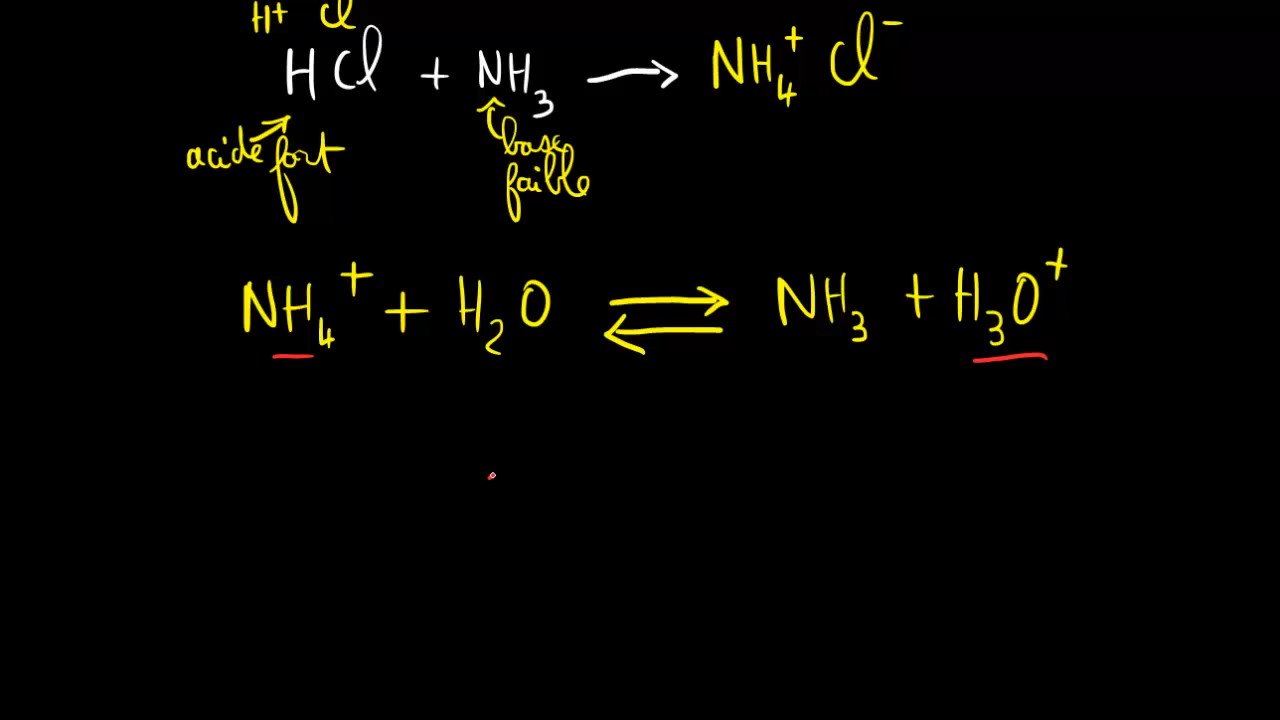 H+ Cl
HCl + NH₃ → NH₄⁺ Cl⁻
acide fort
base
faible
NH₄⁺ + H₂O ⇌ NH₃ + H₃O⁺